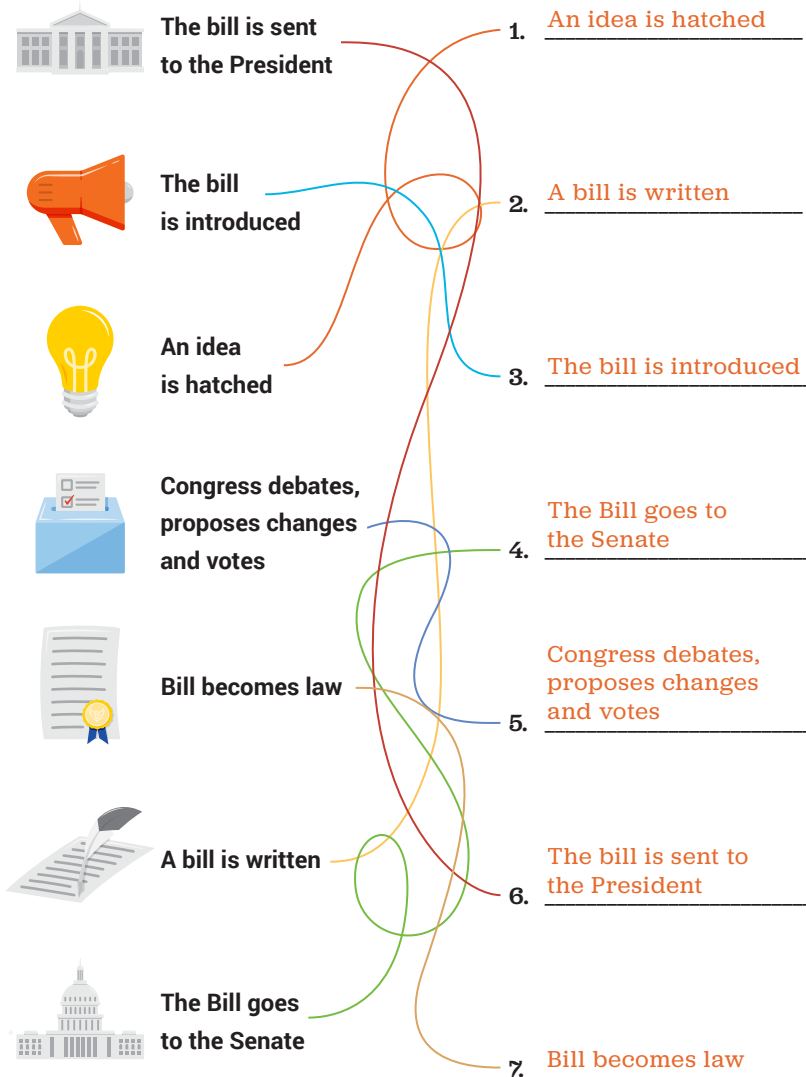 The bill is sent
to the President
1. An idea is hatched
The bill
is introduced
2. A bill is written
An idea
is hatched
3. The bill is introduced
Congress debates,
proposes changes
and votes
4. The Bill goes to
the Senate
Bill becomes law
5. Congress debates,
proposes changes
and votes
A bill is written
6. The bill is sent to
the President
The Bill goes
to the Senate
7. Bill becomes law